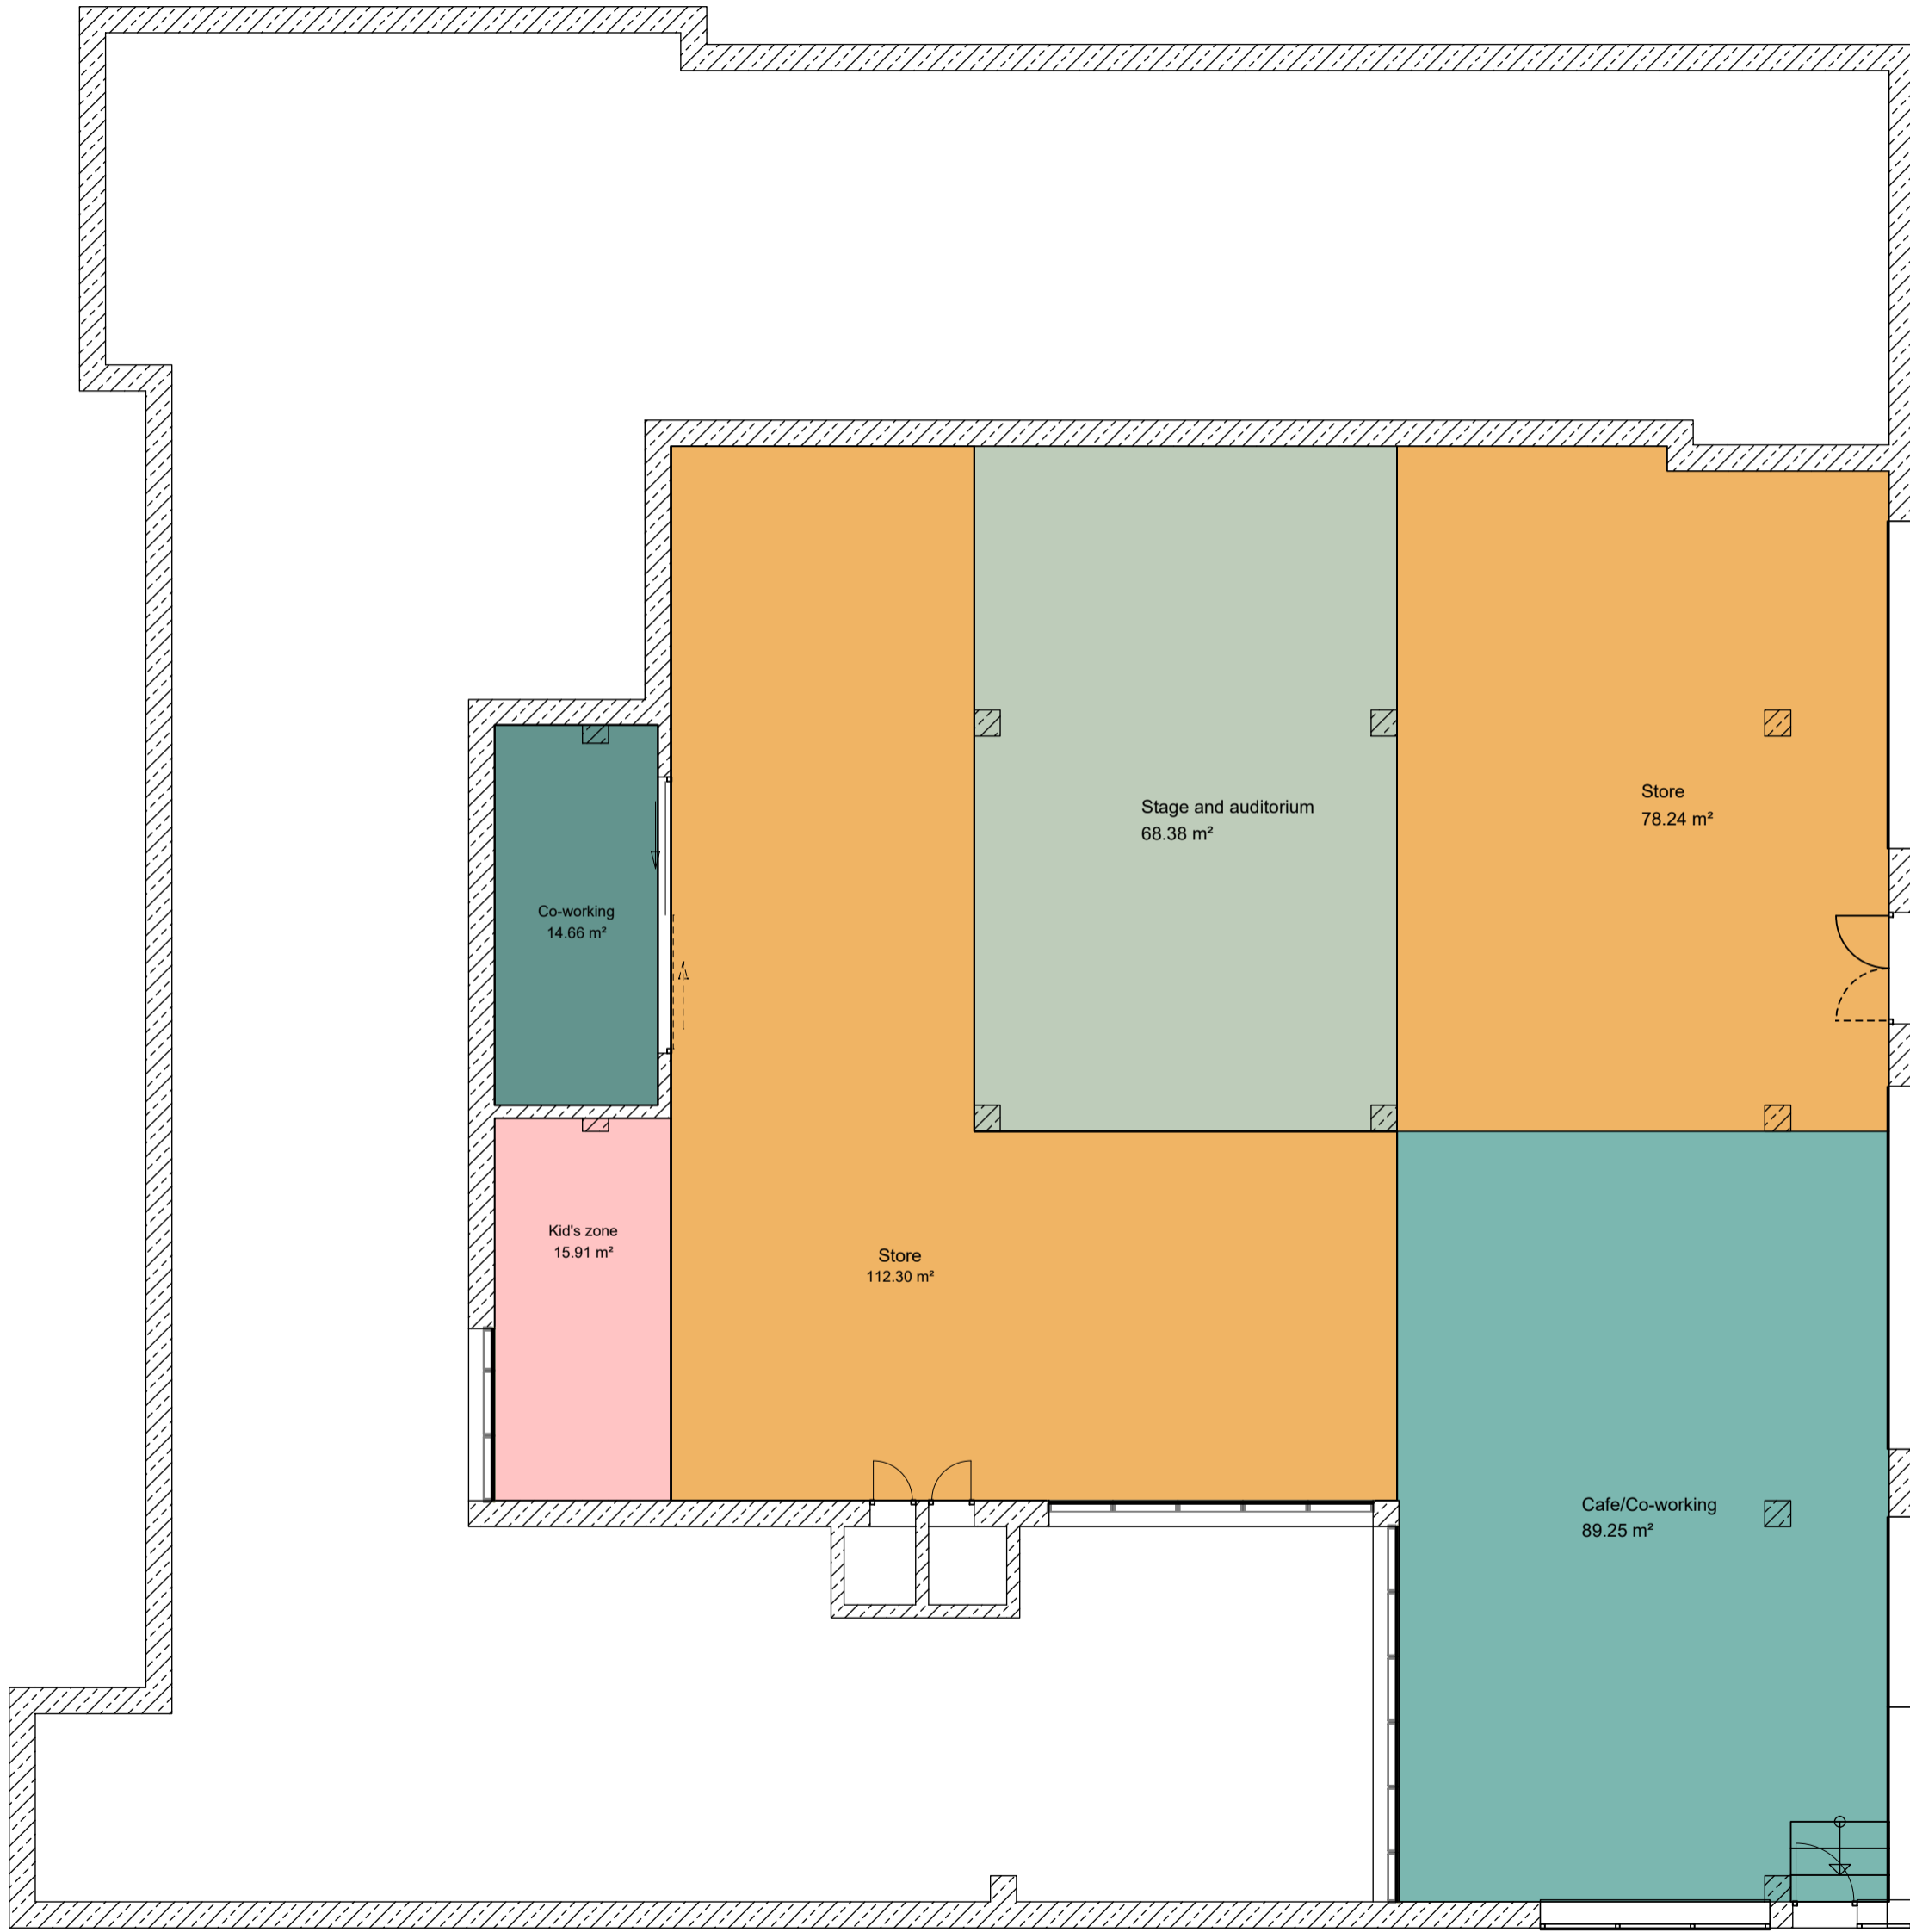 Store
78.24 m²
Stage and auditorium
68.38 m²
Co-working
14.66 m²
Kid's zone
15.91 m²
Store
112.30 m²
Cafe/Co-working
89.25 m²